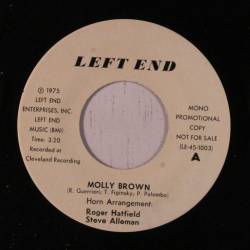 LEFT END
Ⓟ 1975
LEFT END
ENTERPRISES, INC.
LEFT END
MUSIC (BMI)
Time: 3:20
Recorded at
Cleveland Recording
MONO
PROMOTIONAL
COPY
NOT FOR SALE
(LE-45-1003)
A
MOLLY BROWN
(R. Guerrieri, T. Figinsky, P. Palombo)
Horn Arrangement:
Roger Hatfield
Steve Alleman